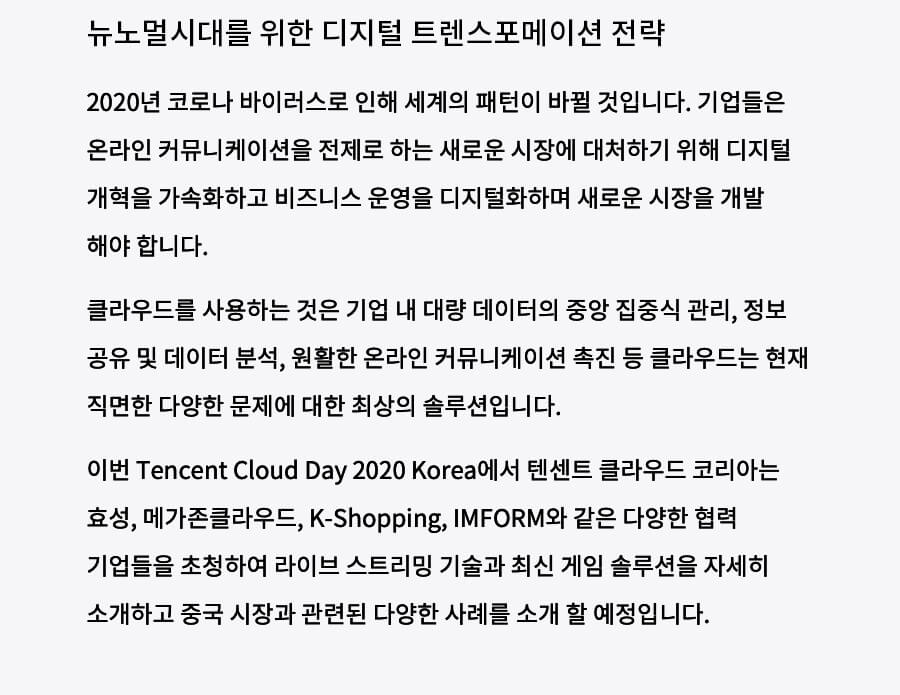 뉴노멀시대를 위한 디지털 트렌스포메이션 전략
2020년 코로나 바이러스로 인해 세계의 패턴이 바뀔 것입니다. 기업들은
온라인 커뮤니케이션을 전제로 하는 새로운 시장에 대처하기 위해 디지털
개혁을 가속화하고 비즈니스 운영을 디지털화하며 새로운 시장을 개발
해야 합니다.
클라우드를 사용하는 것은 기업 내 대량 데이터의 중앙 집중식 관리, 정보
공유 및 데이터 분석, 원활한 온라인 커뮤니케이션 촉진 등 클라우드는 현재
직면한 다양한 문제에 대한 최상의 솔루션입니다.
이번 Tencent Cloud Day 2020 Korea에서 텐센트 클라우드 코리아는
효성, 메가존클라우드, K-Shopping, IMFORM와 같은 다양한 협력
기업들을 초청하여 라이브 스트리밍 기술과 최신 게임 솔루션을 자세히
소개하고 중국 시장과 관련된 다양한 사례를 소개 할 예정입니다.